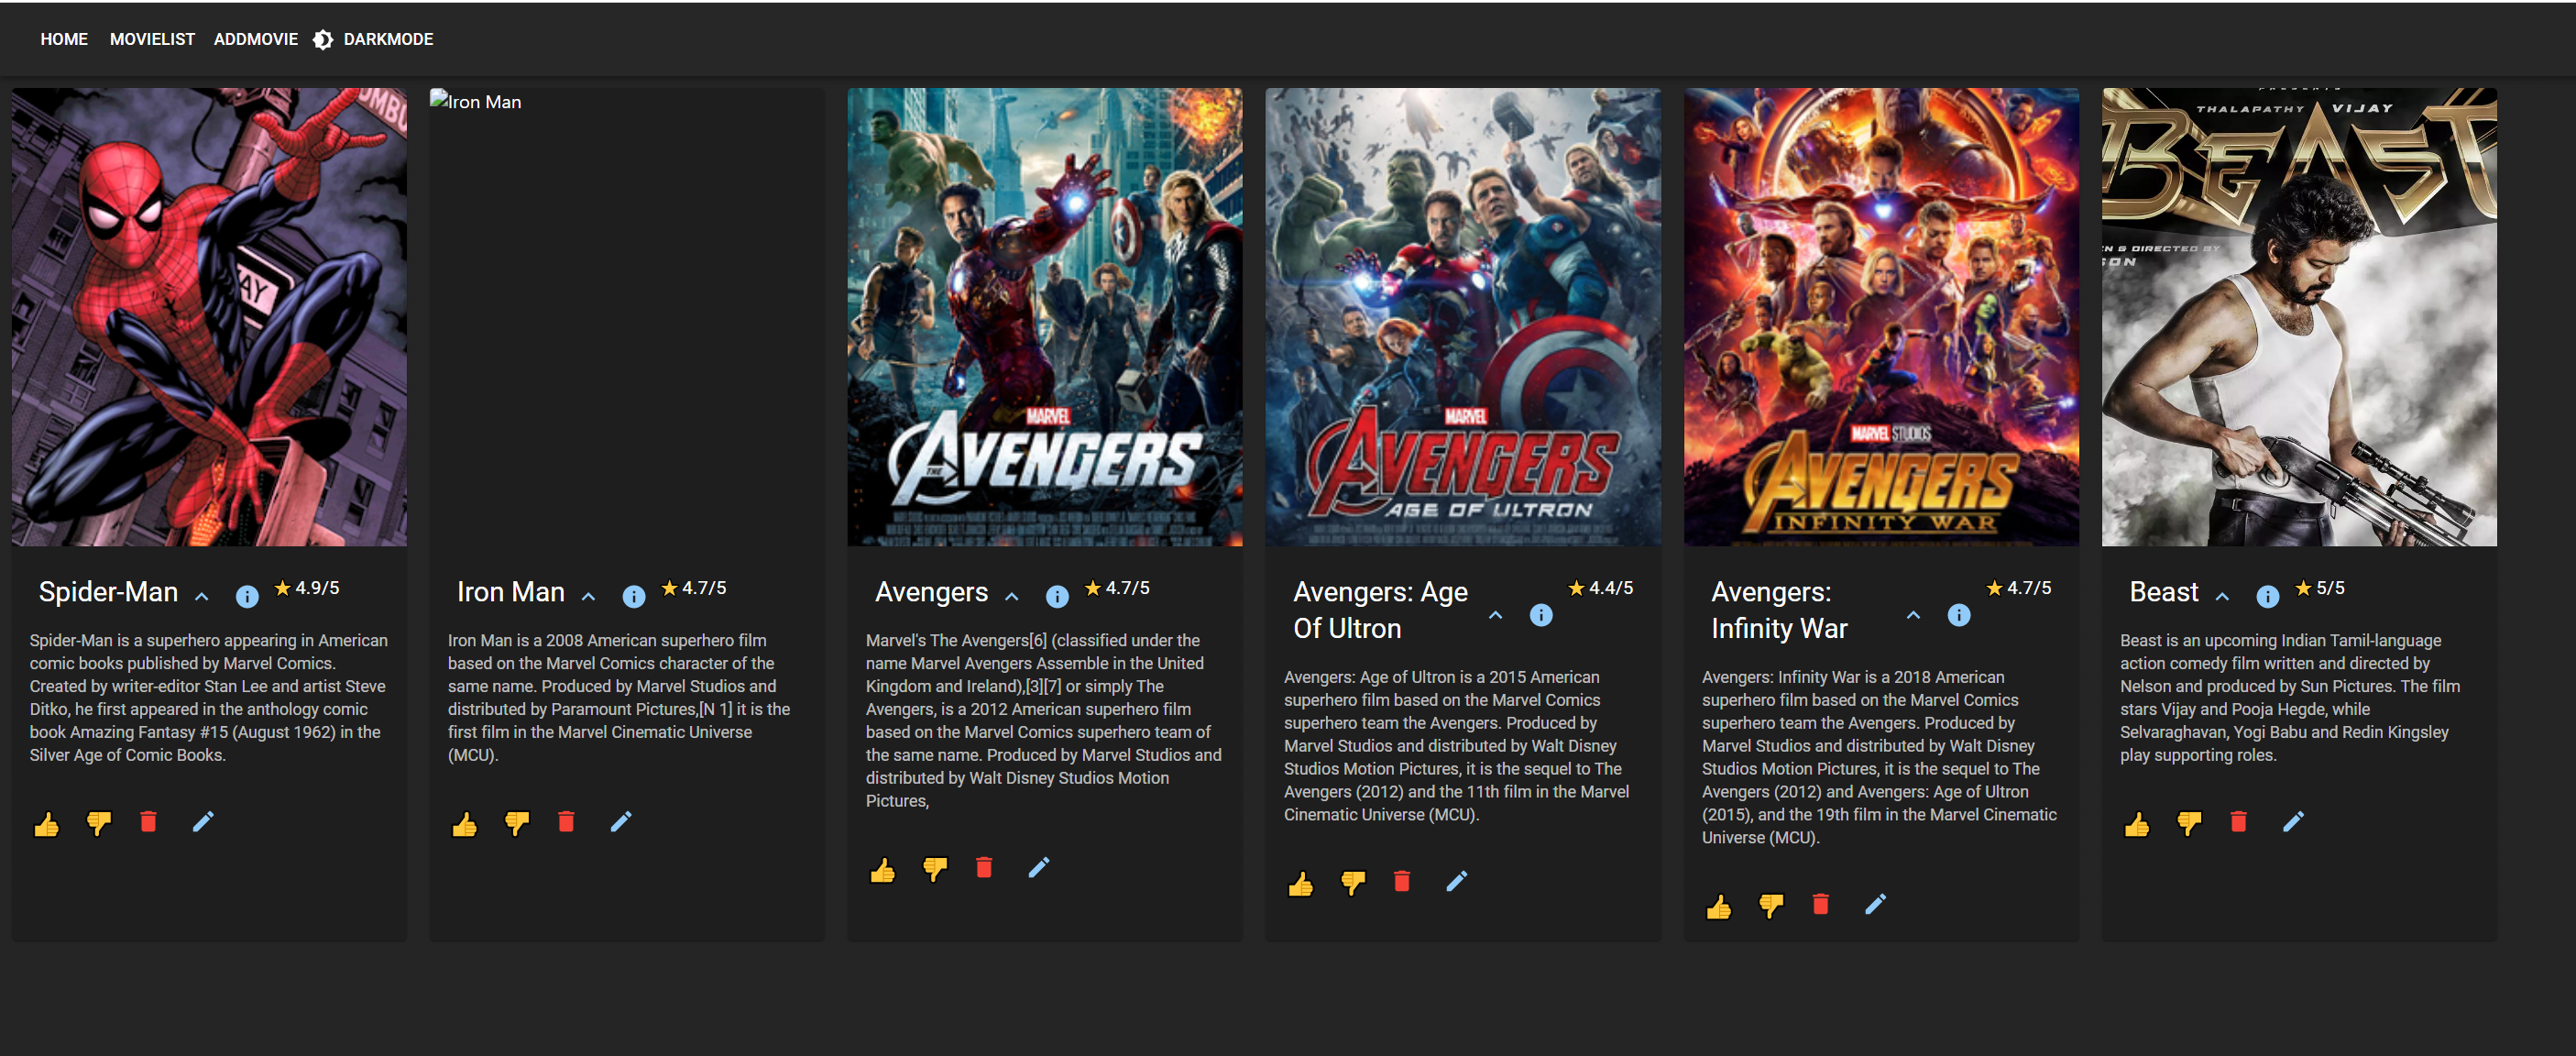 HOME MOVIELIST ADDMOVIE DARKMODE
OMBU
AY
Iron Man
MARVEL
THE AVENGERS
MARVEL
AVENGERS
AGE OF ULTRON
MARVEL STUDIOS
AVENGERS
INFINITY WAR
THALAPATHY VIJAY
BEAST
EN & DIRECTED BY
SON
Spider-Man 4.9/5
Spider-Man is a superhero appearing in American
comic books published by Marvel Comics.
Created by writer-editor Stan Lee and artist Steve
Ditko, he first appeared in the anthology comic
book Amazing Fantasy #15 (August 1962) in the
Silver Age of Comic Books.
Iron Man 4.7/5
Iron Man is a 2008 American superhero film
based on the Marvel Comics character of the
same name. Produced by Marvel Studios and
distributed by Paramount Pictures,[N 1] it is the
first film in the Marvel Cinematic Universe
(MCU).
Avengers 4.7/5
Marvel's The Avengers[6] (classified under the
name Marvel Avengers Assemble in the United
Kingdom and Ireland),[3][7] or simply The
Avengers, is a 2012 American superhero film
based on the Marvel Comics superhero team of
the same name. Produced by Marvel Studios and
distributed by Walt Disney Studios Motion
Pictures,
Avengers: Age 4.4/5
Of Ultron
Avengers: Age of Ultron is a 2015 American
superhero film based on the Marvel Comics
superhero team the Avengers. Produced by
Marvel Studios and distributed by Walt Disney
Studios Motion Pictures, it is the sequel to The
Avengers (2012) and the 11th film in the Marvel
Cinematic Universe (MCU).
Avengers: 4.7/5
Infinity War
Avengers: Infinity War is a 2018 American
superhero film based on the Marvel Comics
superhero team the Avengers. Produced by
Marvel Studios and distributed by Walt Disney
Studios Motion Pictures, it is the sequel to The
Avengers (2012) and Avengers: Age of Ultron
(2015), and the 19th film in the Marvel Cinematic
Universe (MCU).
Beast 5/5
Beast is an upcoming Indian Tamil-language
action comedy film written and directed by
Nelson and produced by Sun Pictures. The film
stars Vijay and Pooja Hegde, while
Selvaraghavan, Yogi Babu and Redin Kingsley
play supporting roles.